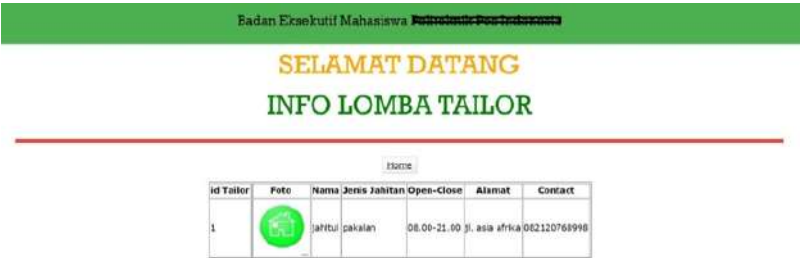 Badan Eksekutif Mahasiswa
SELAMAT DATANG
INFO LOMBA TAILOR
Home
id Tailor Foto Nama Jenis Jahitan Open-Close Alamat Contact
1 jahitul pakaian 08.00-21.00 jl. asia afrika 082120768998